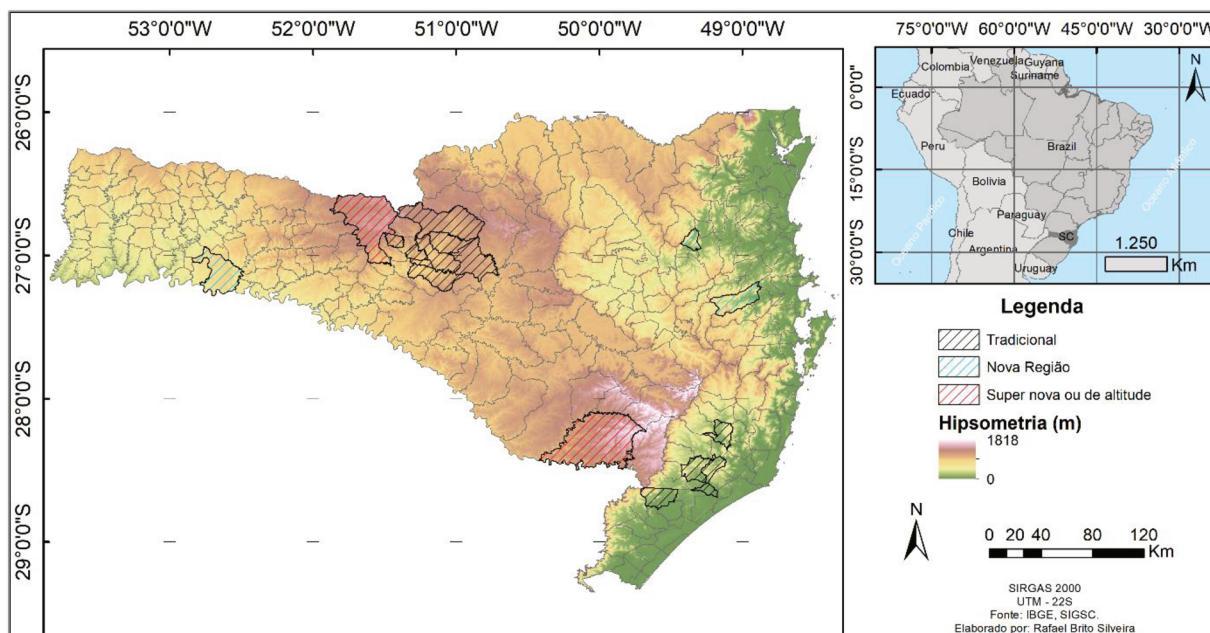 53°0'0"W 52°0'0"W 51°0'0"W 50°0'0"W 49°0'0"W
26°0'0"S
27°0'0"S
28°0'0"S
29°0'0"S
75°0'0"W 60°0'0"W 45°0'0"W 30°0'0"W
0°0'0"
15°0'0"S
30°0'0"S
N
Colombia
Venezuela
Guyana
Suriname
Ecuado
Peru
Brazil
Bolivia
Paraguay
Chile
SC
Argentina
Uruguay
Oceano Pacífico
Oceano Atlântico
1.250
Km
Legenda
Tradicional
Nova Região
Super nova ou de altitude
Hipsometria (m)
1818
0
N
0 20 40 80 120
Km
SIRGAS 2000
UTM - 22S
Fonte: IBGE, SIGSC.
Elaborado por: Rafael Brito Silveira